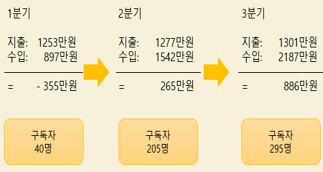 1분기
지출: 1253만원
수입: 897만원
= - 355만원
구독자
40명
2분기
지출: 1277만원
수입: 1542만원
= 265만원
구독자
205명
3분기
지출: 1301만원
수입: 2187만원
= 886만원
구독자
295명